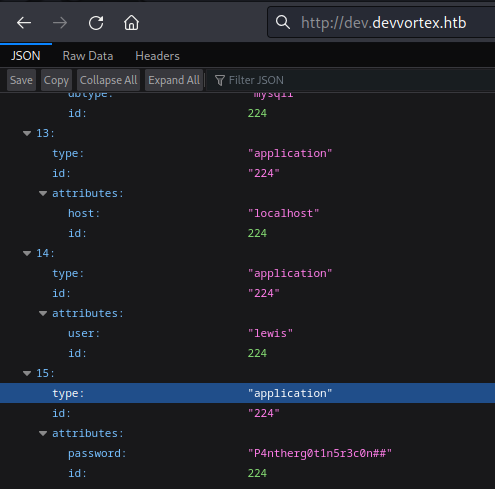 http://dev.devvortex.htb
JSON Raw Data Headers
Save Copy Collapse All Expand All Filter JSON
dbtype: "mysqli"
id: 224
13:
type: "application"
id: "224"
attributes:
host: "localhost"
id: 224
14:
type: "application"
id: "224"
attributes:
user: "lewis"
id: 224
15:
type: "application"
id: "224"
attributes:
password: "P4ntherg0t1n5r3c0n##"
id: 224